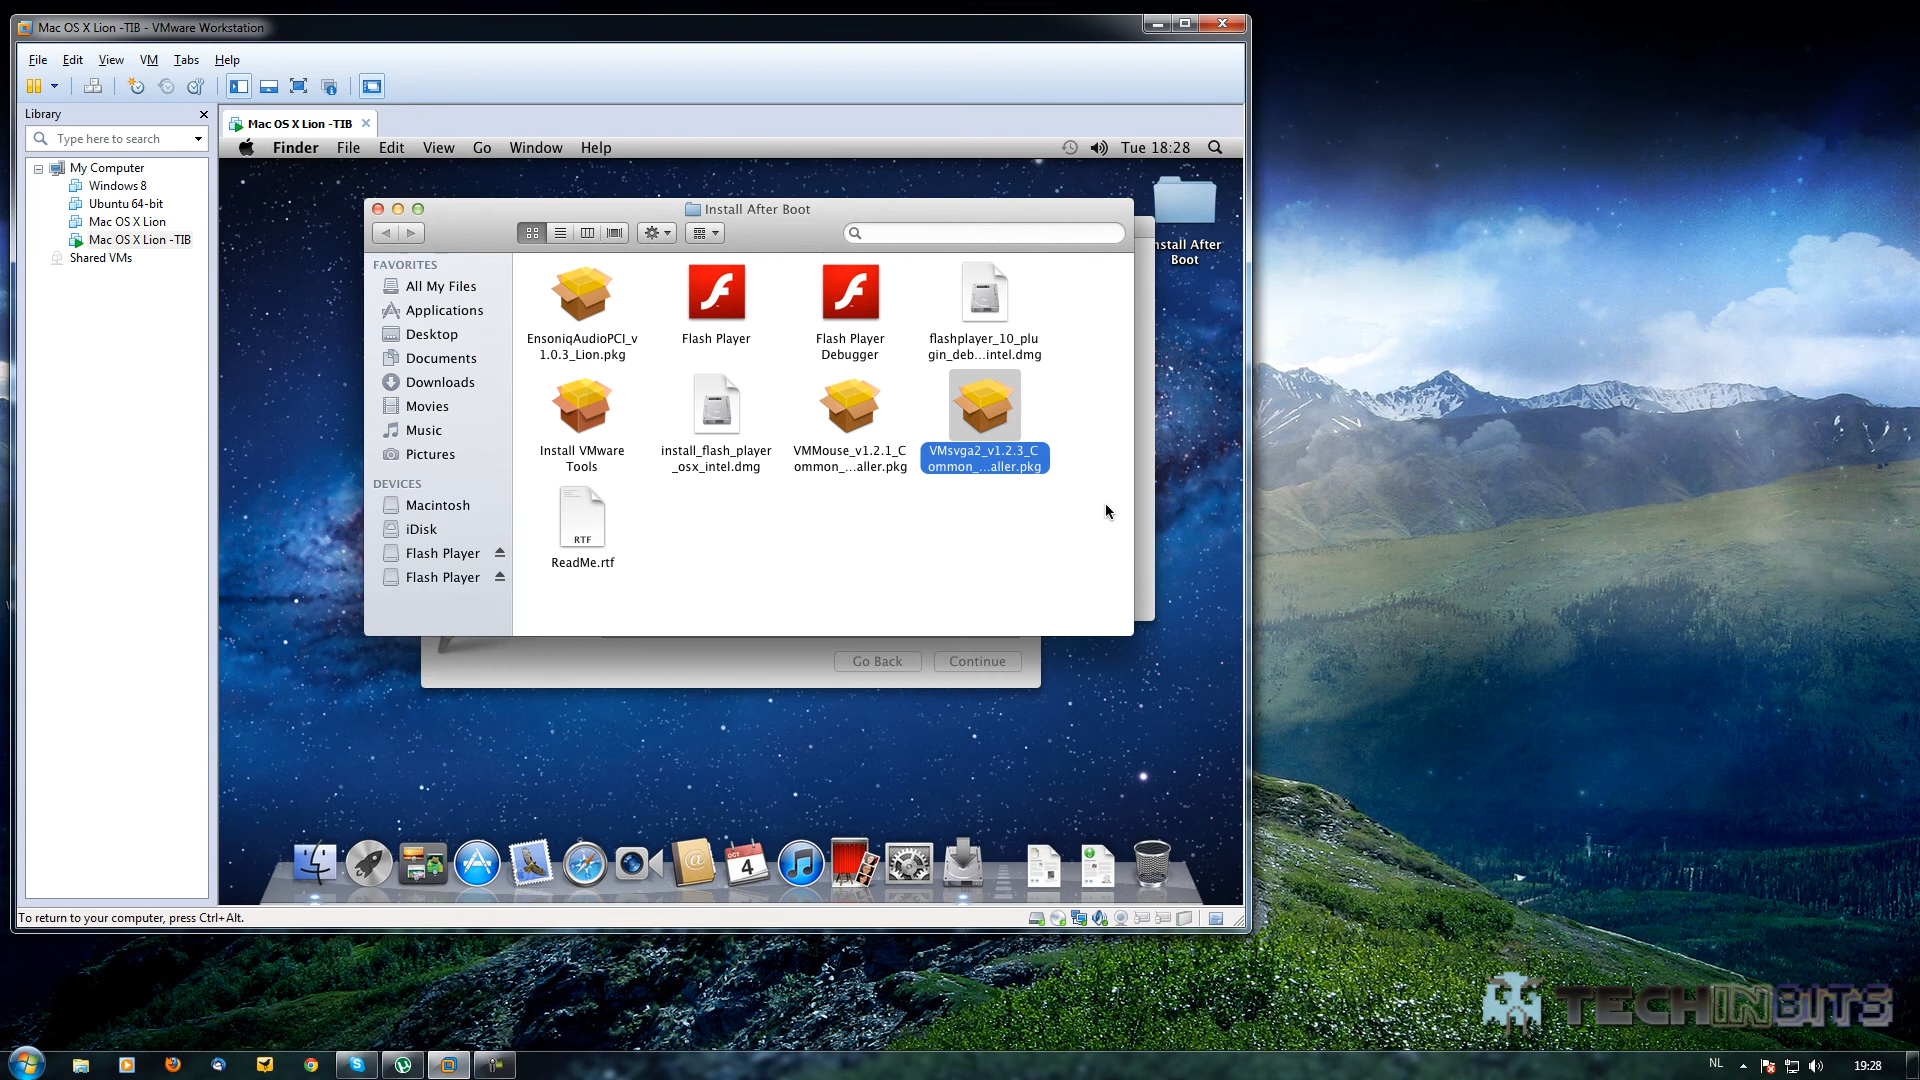 Mac OS X Lion -TIB - VMware Workstation
File Edit View VM Tabs Help
Library
Type here to search
My Computer
Windows 8
Ubuntu 64-bit
Mac OS X Lion
Mac OS X Lion -TIB
Shared VMs
Mac OS X Lion -TIB
Finder File Edit View Go Window Help
Tue 18:28
Install After Boot
nstall After
Boot
FAVORITES
All My Files
Applications
Desktop
Documents
Downloads
Movies
Music
Pictures
DEVICES
Macintosh
iDisk
Flash Player
Flash Player
EnsoniqAudioPCI_v
1.0.3_Lion.pkg
Flash Player
Flash Player
Debugger
flashplayer_10_plu
gin_deb...intel.dmg
Install VMware
Tools
install_flash_player
_osx_intel.dmg
VMMouse_v1.2.1_C
ommon_...aller.pkg
VMsvga2_v1.2.3_C
ommon_...aller.pkg
RTF
ReadMe.rtf
Go Back Continue
OCT
4
To return to your computer, press Ctrl+Alt.
TECHINBITS
NL
19:28